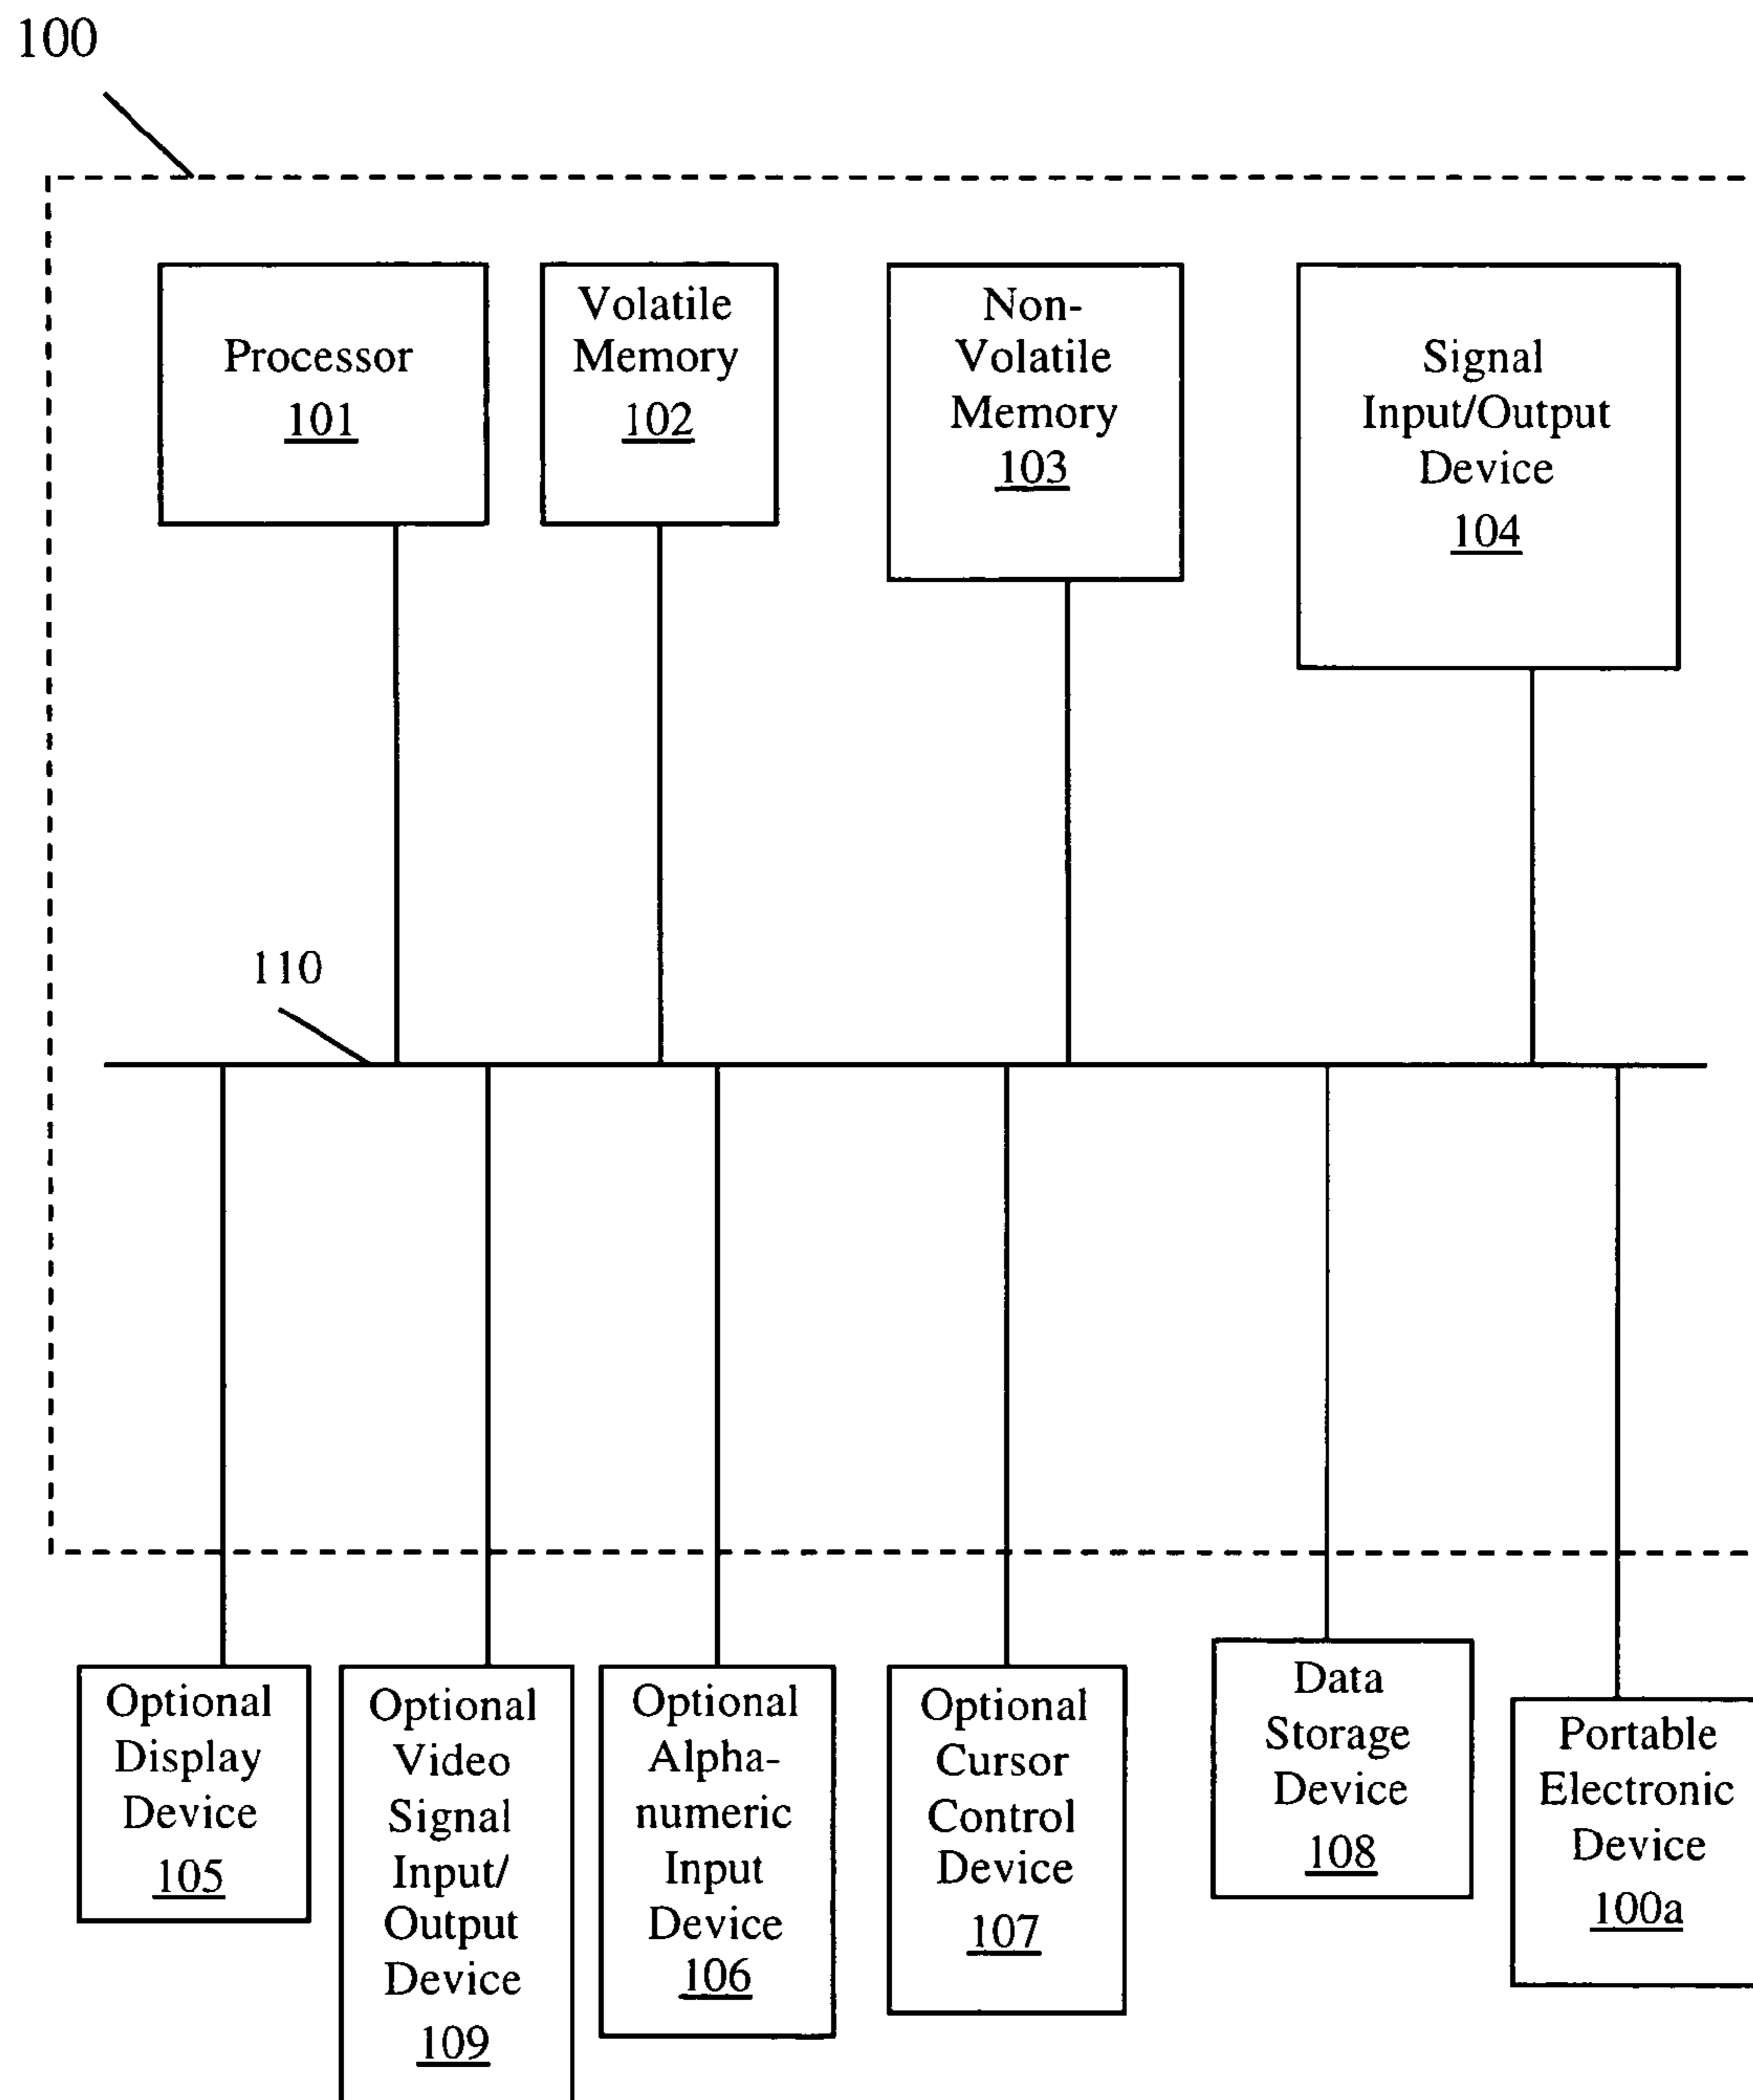 100
Processor
101
Volatile
Memory
102
Non-
Volatile
Memory
103
Signal
Input/Output
Device
104
110
Optional
Display
Device
105
Optional
Video
Signal
Input/
Output
Device
109
Optional
Alpha-
numeric
Input
Device
106
Optional
Cursor
Control
Device
107
Data
Storage
Device
108
Portable
Electronic
Device
100a